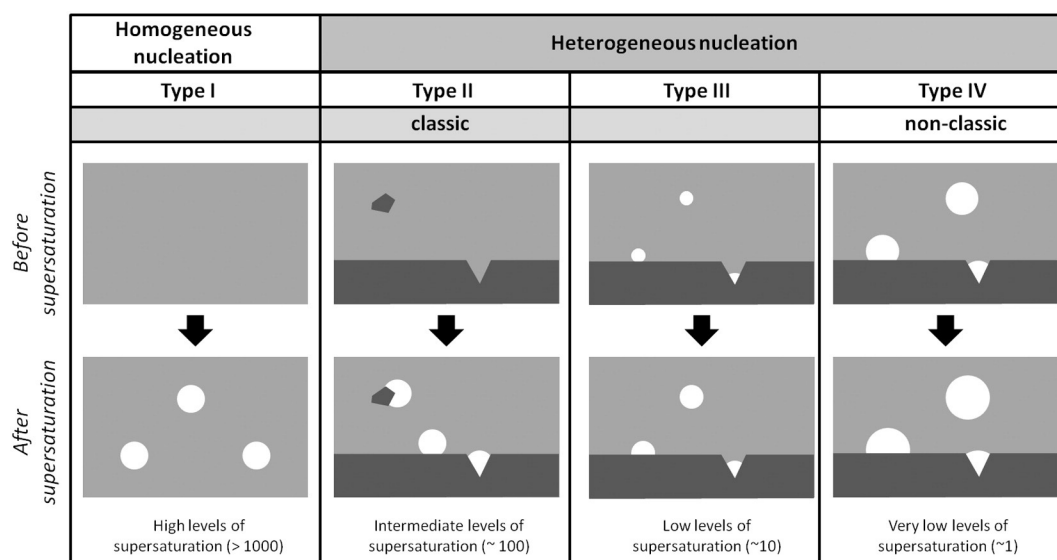 Homogeneous
nucleation
Heterogeneous nucleation
Type I
Type II
Type III
Type IV
classic
non-classic
Before
supersaturation
After
supersaturation
High levels of
supersaturation (> 1000)
Intermediate levels of
supersaturation (~ 100)
Low levels of
supersaturation (~10)
Very low levels of
supersaturation (~1)